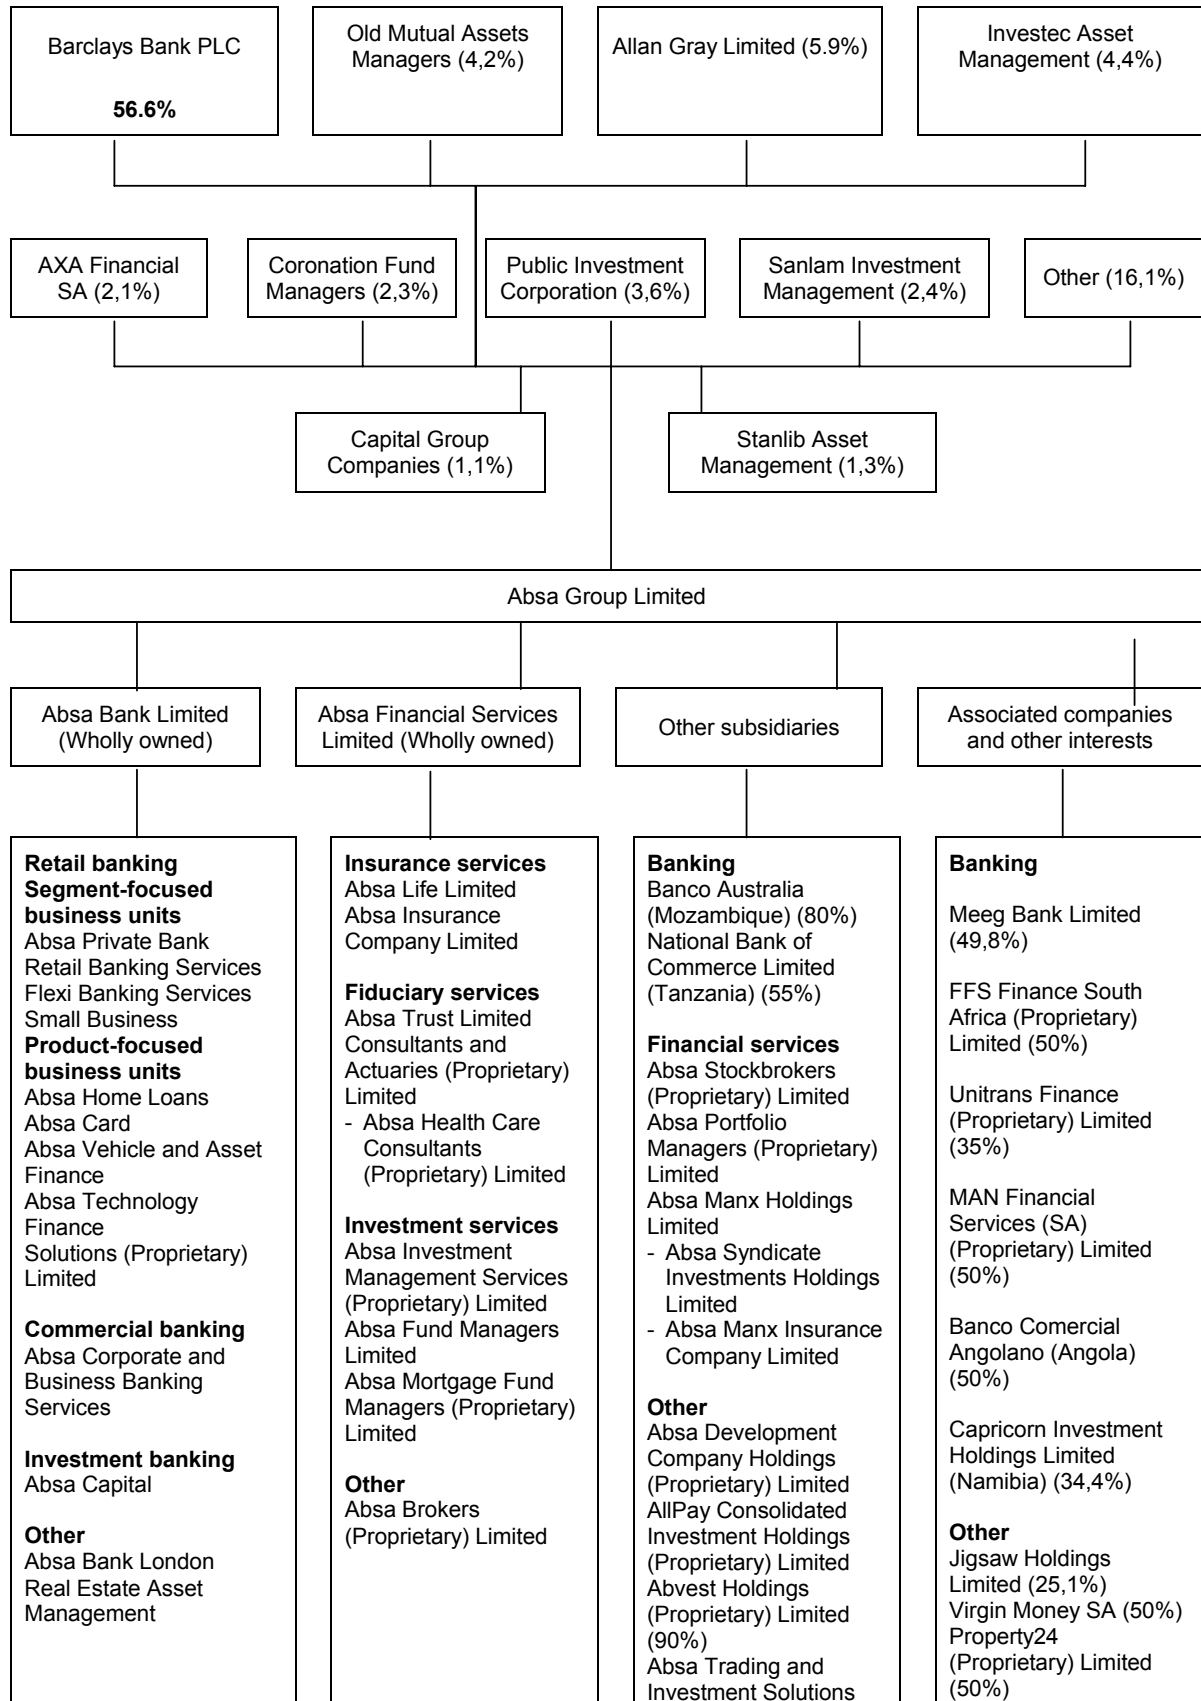 Barclays Bank PLC
56.6%
Old Mutual Assets
Managers (4,2%)
Allan Gray Limited (5.9%)
Investec Asset
Management (4,4%)
AXA Financial
SA (2,1%)
Coronation Fund
Managers (2,3%)
Public Investment
Corporation (3,6%)
Sanlam Investment
Management (2,4%)
Other (16,1%)
Capital Group
Companies (1,1%)
Stanlib Asset
Management (1,3%)
Absa Group Limited
Absa Bank Limited
(Wholly owned)
Absa Financial Services
Limited (Wholly owned)
Other subsidiaries
Associated companies
and other interests
Retail banking
Segment-focused
business units
Absa Private Bank
Retail Banking Services
Flexi Banking Services
Small Business
Product-focused
business units
Absa Home Loans
Absa Card
Absa Vehicle and Asset
Finance
Absa Technology
Finance
Solutions (Proprietary)
Limited
Commercial banking
Absa Corporate and
Business Banking
Services
Investment banking
Absa Capital
Other
Absa Bank London
Real Estate Asset
Management
Insurance services
Absa Life Limited
Absa Insurance
Company Limited
Fiduciary services
Absa Trust Limited
Consultants and
Actuaries (Proprietary)
Limited
- Absa Health Care
Consultants
(Proprietary) Limited
Investment services
Absa Investment
Management Services
(Proprietary) Limited
Absa Fund Managers
Limited
Absa Mortgage Fund
Managers (Proprietary)
Limited
Other
Absa Brokers
(Proprietary) Limited
Banking
Banco Australia
(Mozambique) (80%)
National Bank of
Commerce Limited
(Tanzania) (55%)
Financial services
Absa Stockbrokers
(Proprietary) Limited
Absa Portfolio
Managers (Proprietary)
Limited
Absa Manx Holdings
Limited
- Absa Syndicate
Investments Holdings
Limited
- Absa Manx Insurance
Company Limited
Other
Absa Development
Company Holdings
(Proprietary) Limited
AllPay Consolidated
Investment Holdings
(Proprietary) Limited
Abvest Holdings
(Proprietary) Limited
(90%)
Absa Trading and
Investment Solutions
Banking
Meeg Bank Limited
(49,8%)
FFS Finance South
Africa (Proprietary)
Limited (50%)
Unitrans Finance
(Proprietary) Limited
(35%)
MAN Financial
Services (SA)
(Proprietary) Limited
(50%)
Banco Comercial
Angolano (Angola)
(50%)
Capricorn Investment
Holdings Limited
(Namibia) (34,4%)
Other
Jigsaw Holdings
Limited (25,1%)
Virgin Money SA (50%)
Property24
(Proprietary) Limited
(50%)